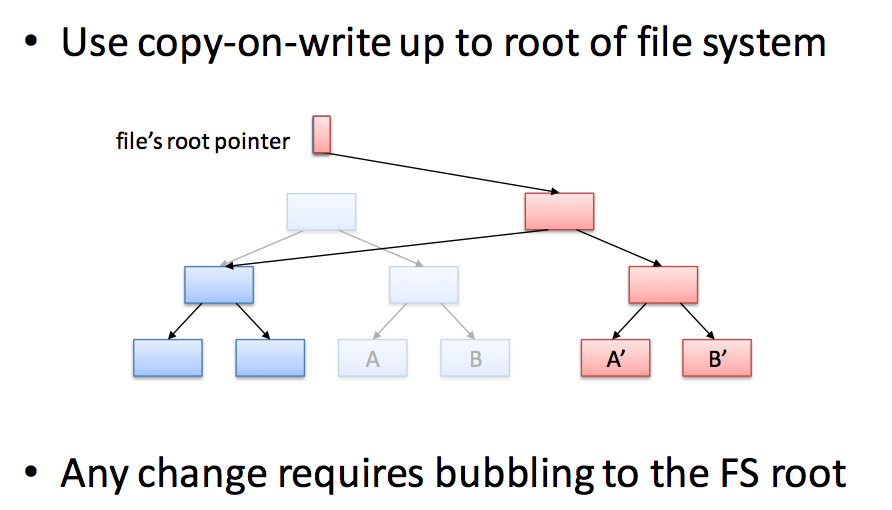 • Use copy-on-write up to root of file system
file's root pointer
A B A’ B’
• Any change requires bubbling to the FS root